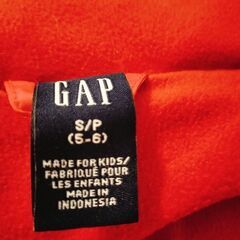 GAP
S/P
(5-6)
MADE FOR KIDS/
FABRIQUÉ POUR
LES ENFANTS
MADE IN
INDONESIA